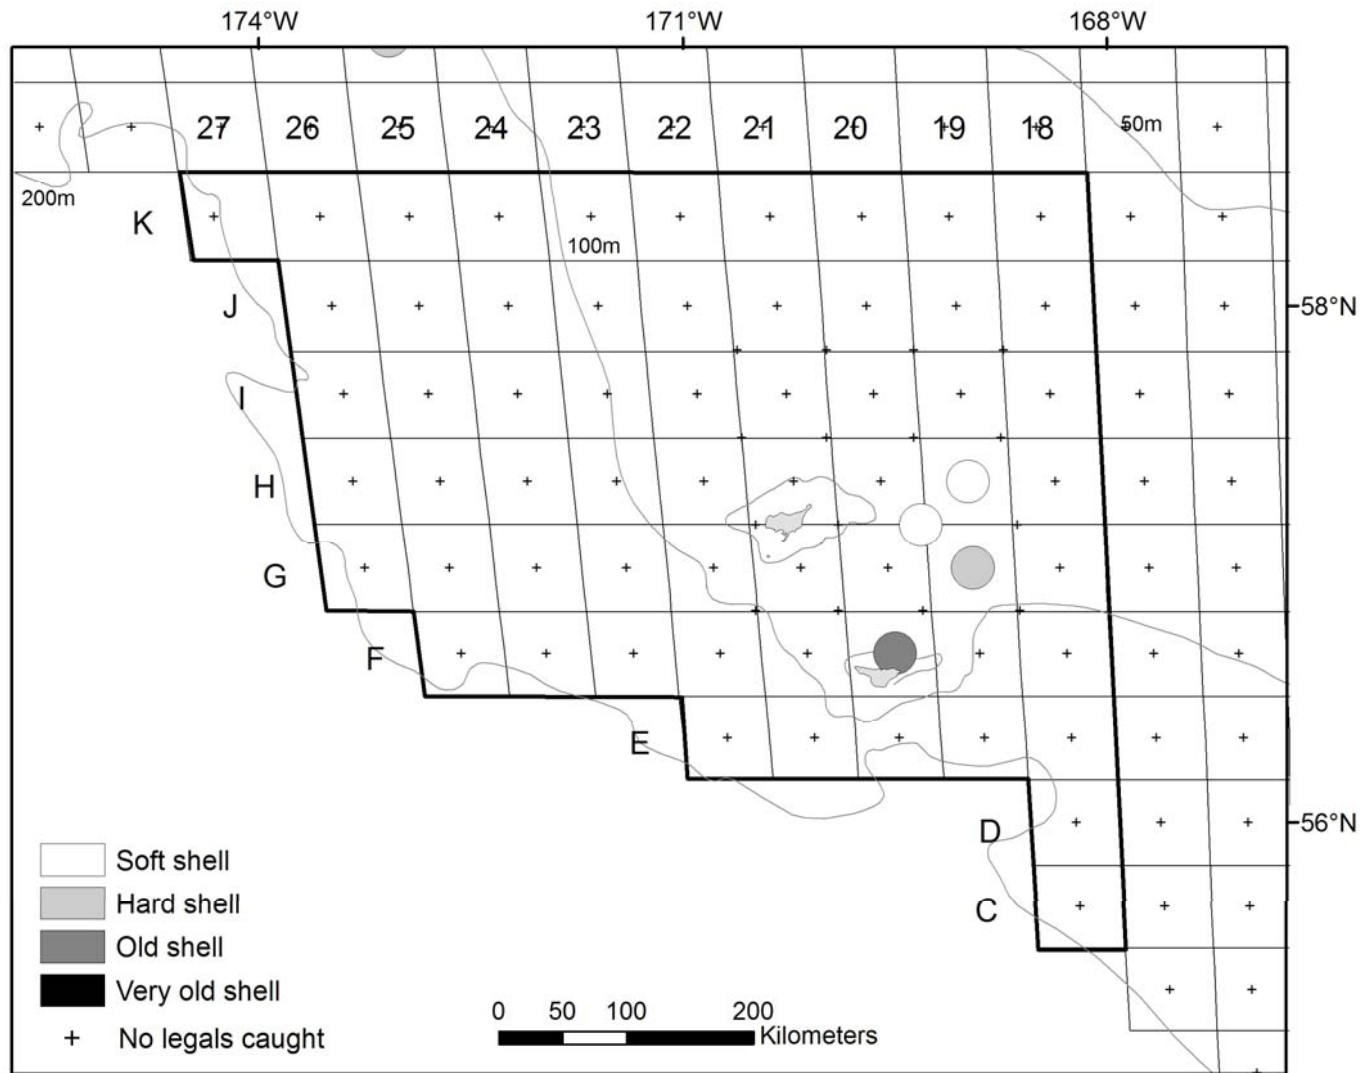 174°W 171°W 168°W
27 26 25 24 23 22 21 20 19 18 50m
200m
K
100m
J
58°N
I
H
G
F
E
D
56°N
C
Soft shell
Hard shell
Old shell
Very old shell
+ No legals caught
0 50 100 200
Kilometers